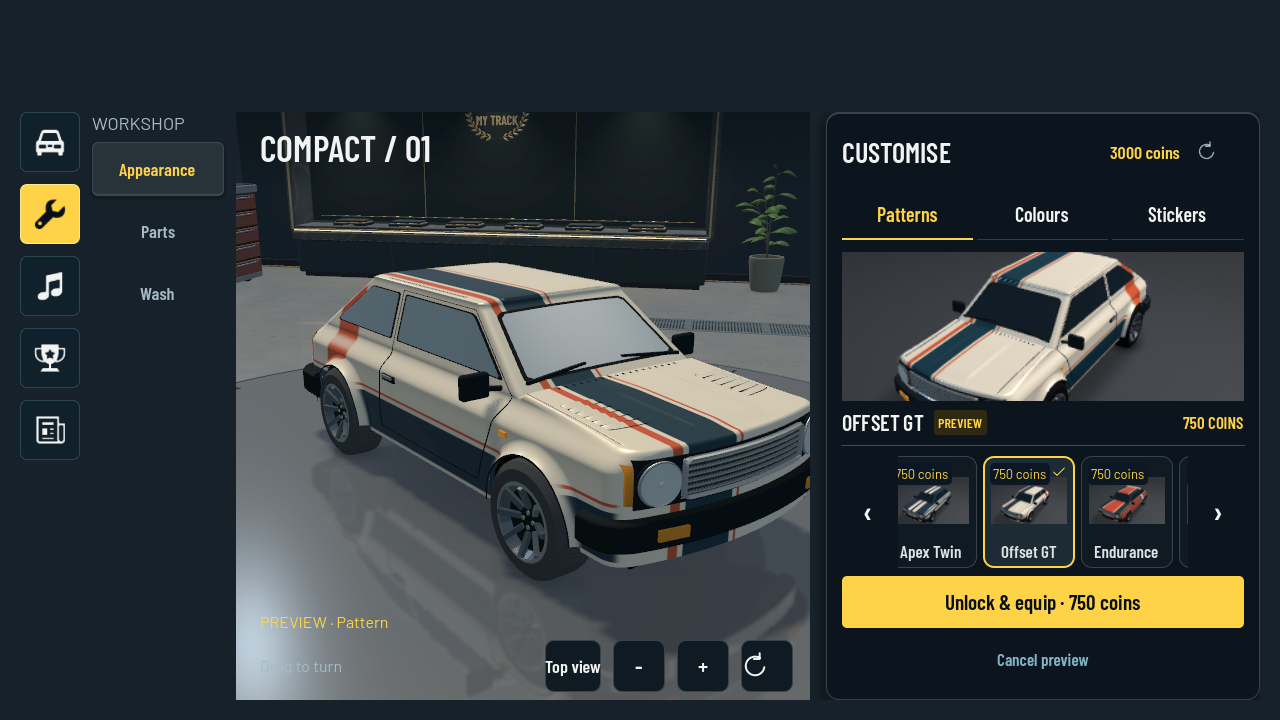 WORKSHOP
Appearance
Parts
Wash
MY TRACK
COMPACT / 01
PREVIEW · Pattern
Drag to turn
Top view
-
+
CUSTOMISE
3000 coins
Patterns
Colours
Stickers
OFFSET GT
PREVIEW
750 COINS
750 coins
750 coins
750 coins
‹
›
Apex Twin
Offset GT
Endurance
Unlock & equip · 750 coins
Cancel preview